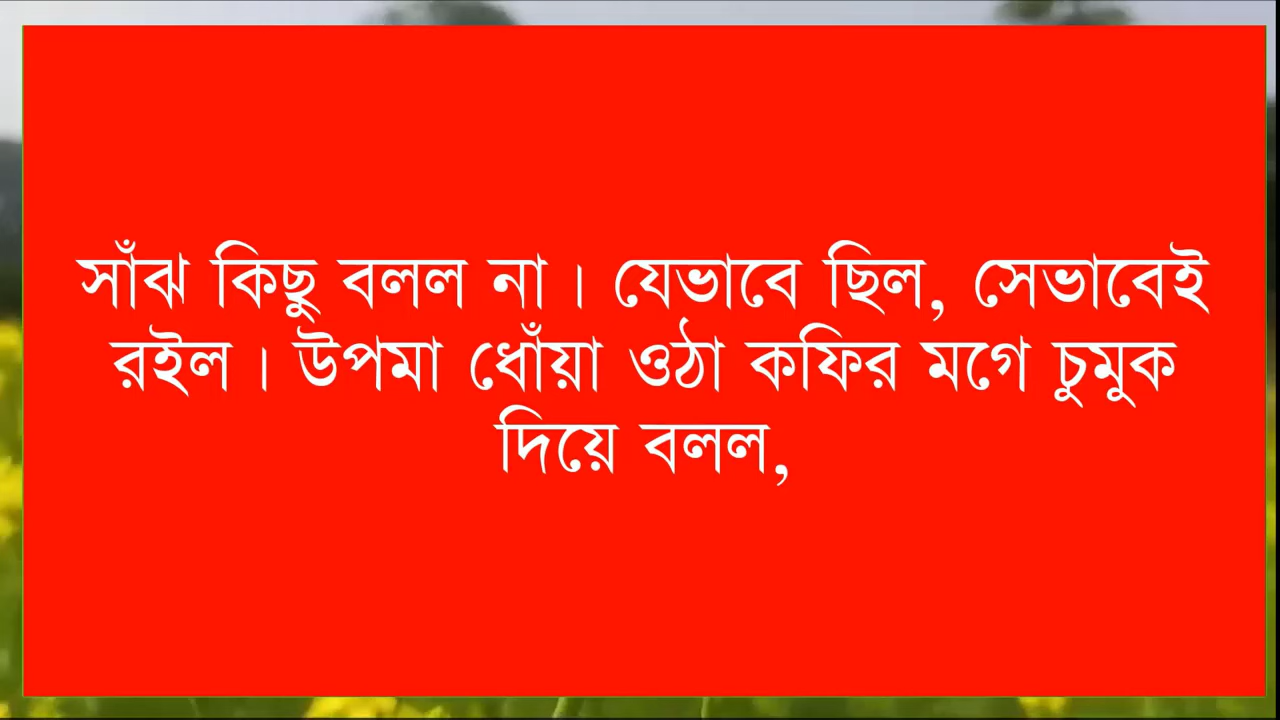 সাঁঝ কিছু বলল না। যেভাবে ছিল, সেভাবেই
রইল। উপমা ধোঁয়া ওঠা কফির মগে চুমুক
দিয়ে বলল,